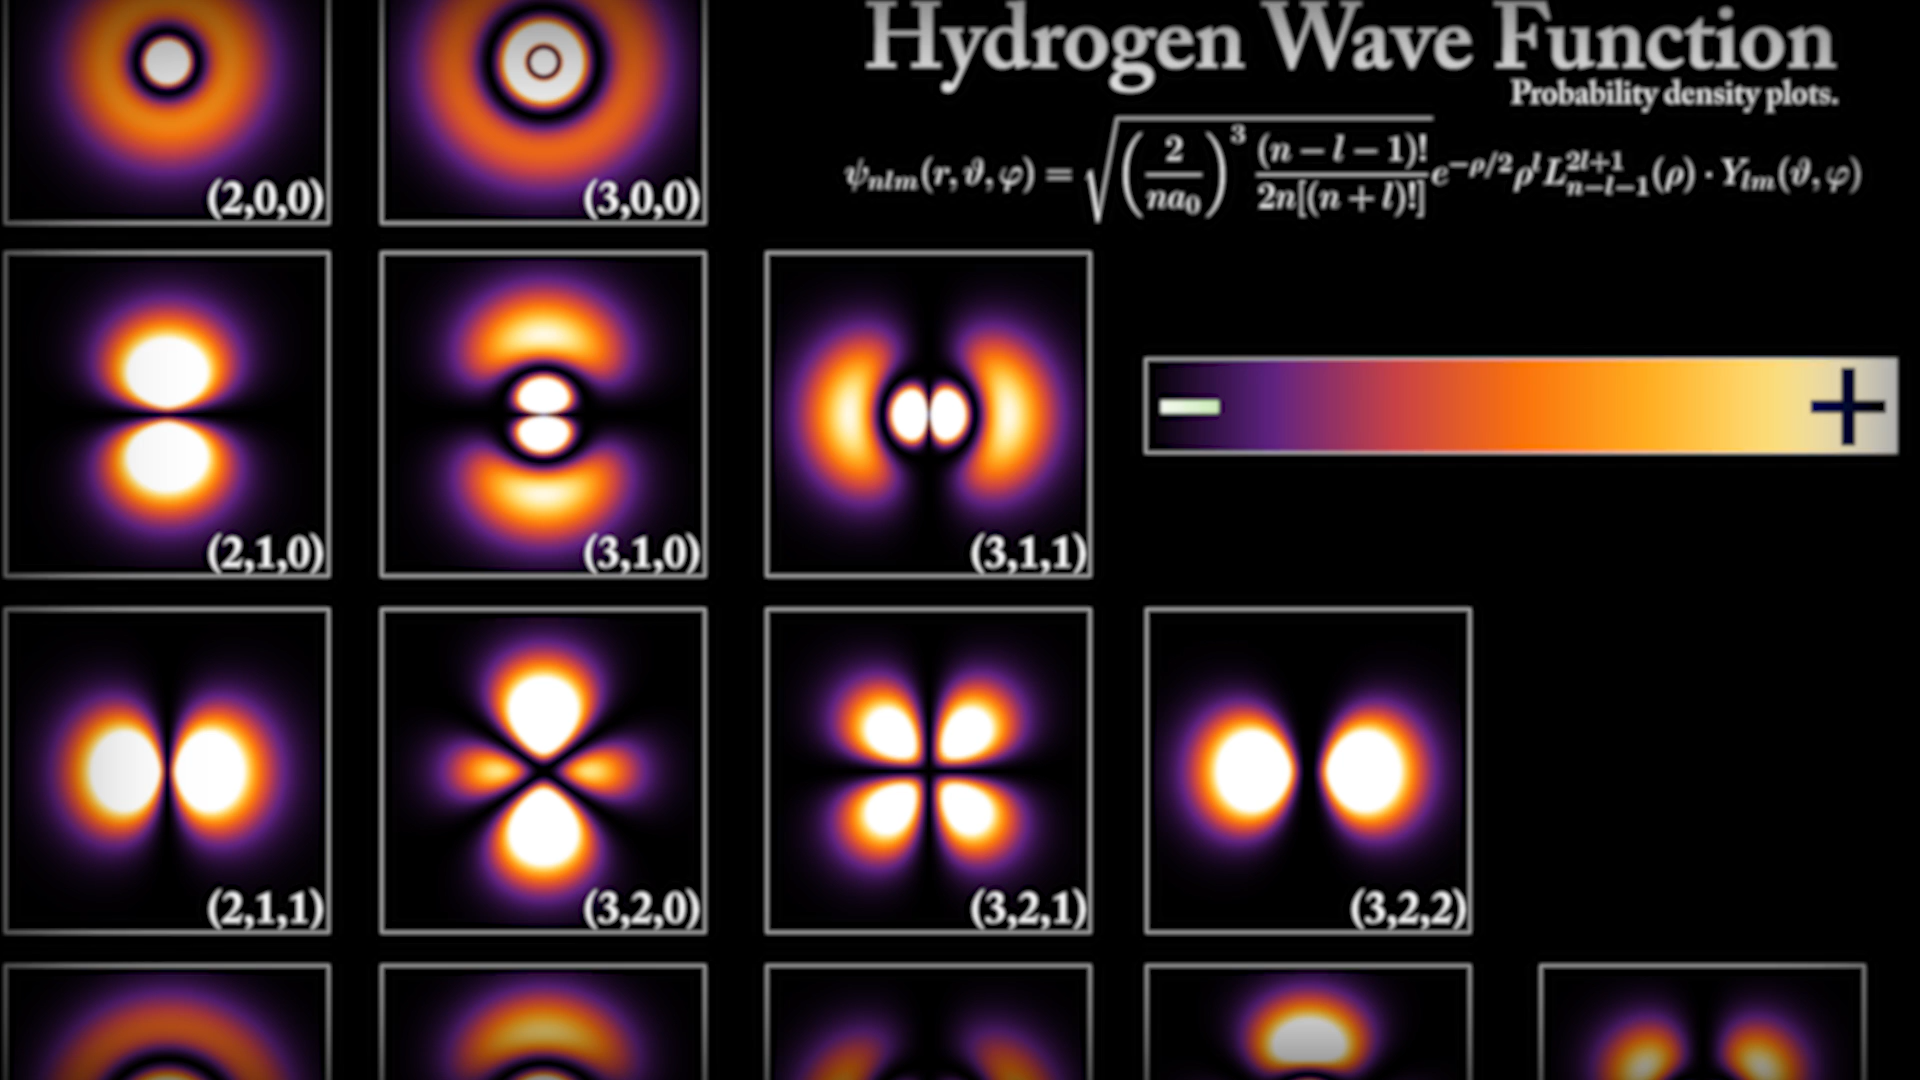 Hydrogen Wave Function
Probability density plots.
ψnlm(r, ϑ, φ) = √((2/na₀)³ (n − l − 1)!/2n[(n + l)!]) e^{−ρ/2} ρ^l L_{n−l−1}^{2l+1}(ρ) · Ylm(ϑ, φ)
(2,0,0) (3,0,0)
(2,1,0) (3,1,0) (3,1,1)
− +
(2,1,1) (3,2,0) (3,2,1) (3,2,2)